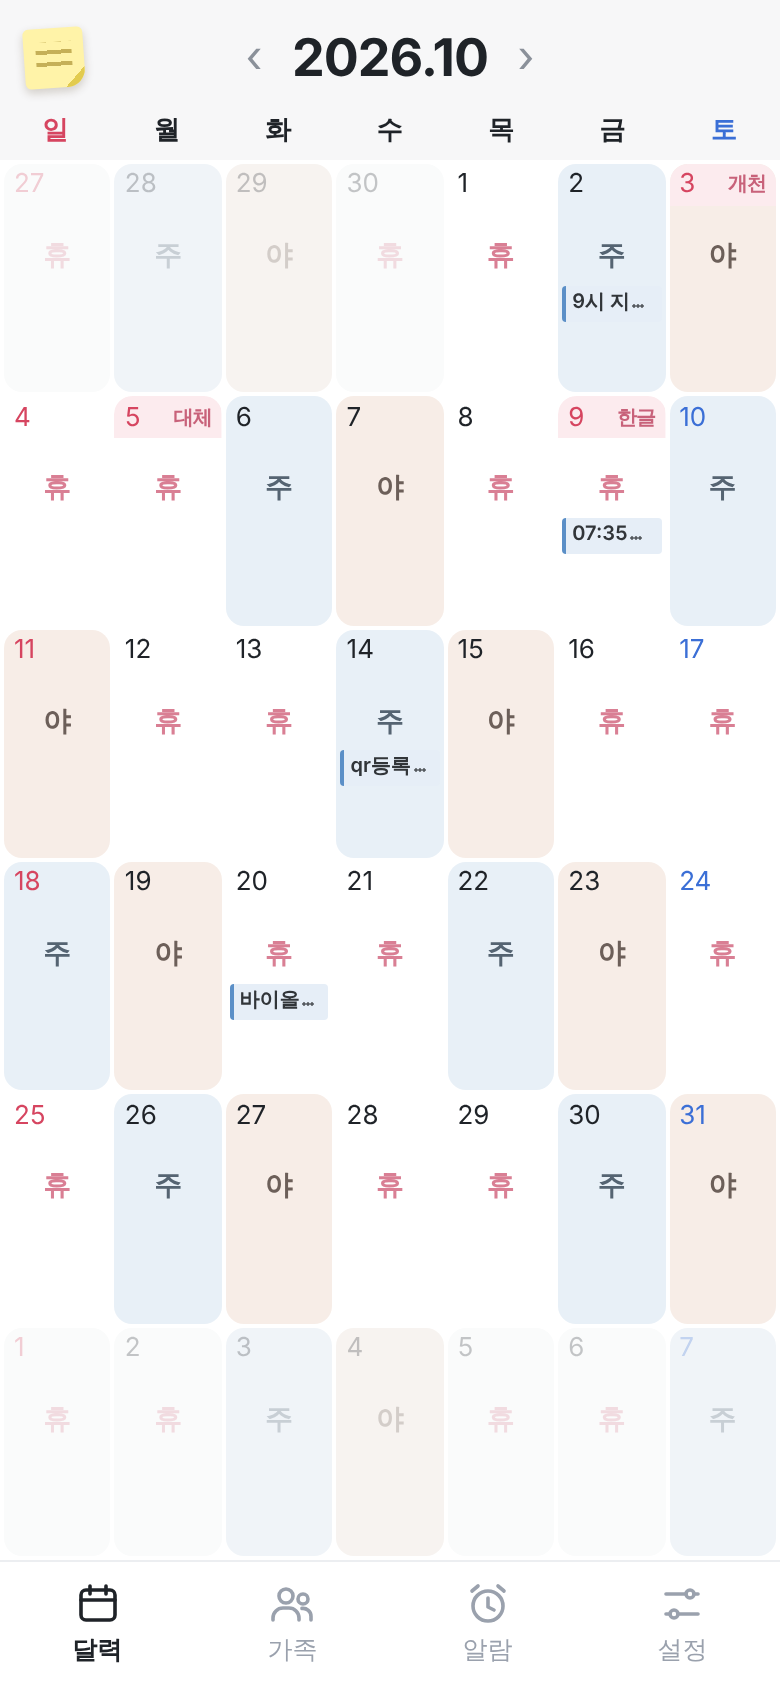 ‹ 2026.10 ›
일 월 화 수 목 금 토
27 28 29 30 1 2 3 개천
휴 주 야 휴 휴 주 야
9시 지...
4 5 대체 6 7 8 9 한글 10
휴 휴 주 야 휴 휴 주
07:35...
11 12 13 14 15 16 17
야 휴 휴 주 야 휴 휴
qr등록...
18 19 20 21 22 23 24
주 야 휴 휴 주 야 휴
바이올...
25 26 27 28 29 30 31
휴 주 야 휴 휴 주 야
1 2 3 4 5 6 7
휴 휴 주 야 휴 휴 주
달력 가족 알람 설정